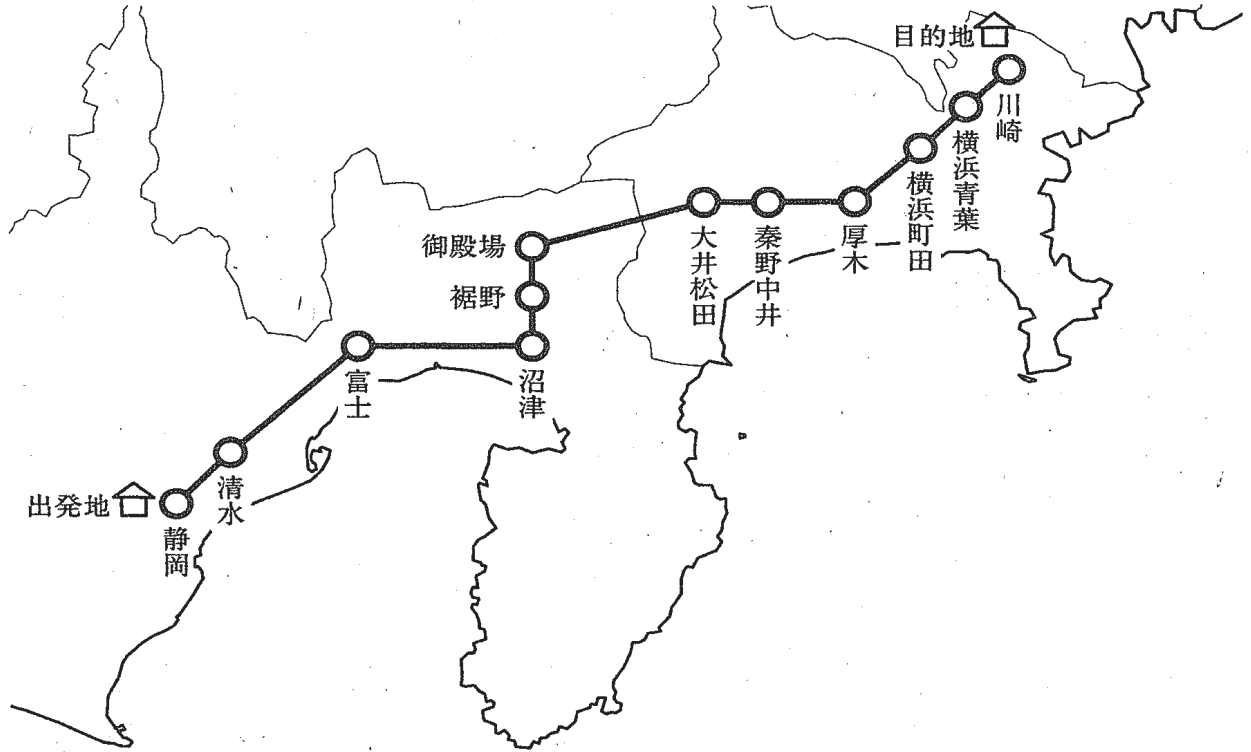 目的地
川崎
横浜青葉
横浜町田
厚木
秦野中井
大井松田
御殿場
裾野
沼津
富士
清水
静岡
出発地